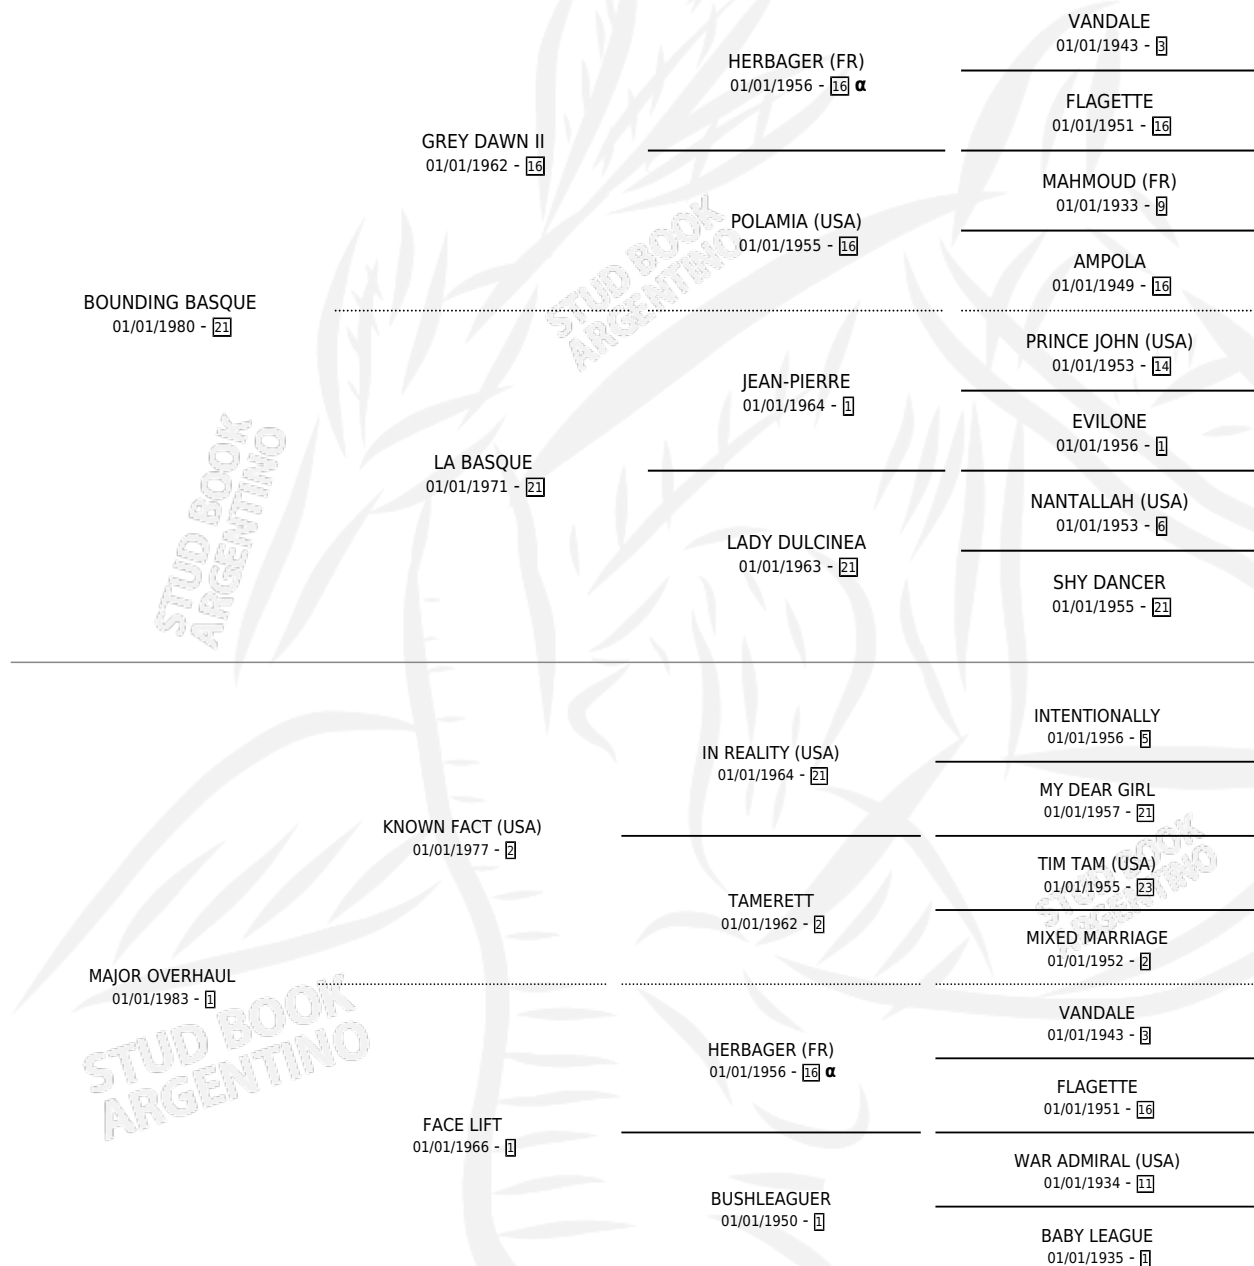 VANDALE
01/01/1943 - 3
HERBAGER (FR)
01/01/1956 - 16 α
FLAGETTE
01/01/1951 - 16
GREY DAWN II
01/01/1962 - 16
MAHMOUD (FR)
01/01/1933 - 9
POLAMIA (USA)
01/01/1955 - 16
AMPOLA
01/01/1949 - 16
BOUNDING BASQUE
01/01/1980 - 21
STUD BOOK
ARGENTINO
PRINCE JOHN (USA)
01/01/1953 - 14
JEAN-PIERRE
01/01/1964 - 1
EVILONE
01/01/1956 - 1
LA BASQUE
01/01/1971 - 21
NANTALLAH (USA)
01/01/1953 - 6
LADY DULCINEA
01/01/1963 - 21
SHY DANCER
01/01/1955 - 21
STUD BOOK
ARGENTINO
INTENTIONALLY
01/01/1956 - 5
IN REALITY (USA)
01/01/1964 - 21
MY DEAR GIRL
01/01/1957 - 21
KNOWN FACT (USA)
01/01/1977 - 2
TIM TAM (USA)
01/01/1955 - 23
STUD BOOK
ARGENTINO
TAMERETT
01/01/1962 - 2
MIXED MARRIAGE
01/01/1952 - 2
MAJOR OVERHAUL
01/01/1983 - 1
STUD BOOK
ARGENTINO
VANDALE
01/01/1943 - 3
HERBAGER (FR)
01/01/1956 - 16 α
FLAGETTE
01/01/1951 - 16
FACE LIFT
01/01/1966 - 1
WAR ADMIRAL (USA)
01/01/1934 - 11
BUSHLEAGUER
01/01/1950 - 1
BABY LEAGUE
01/01/1935 - 1